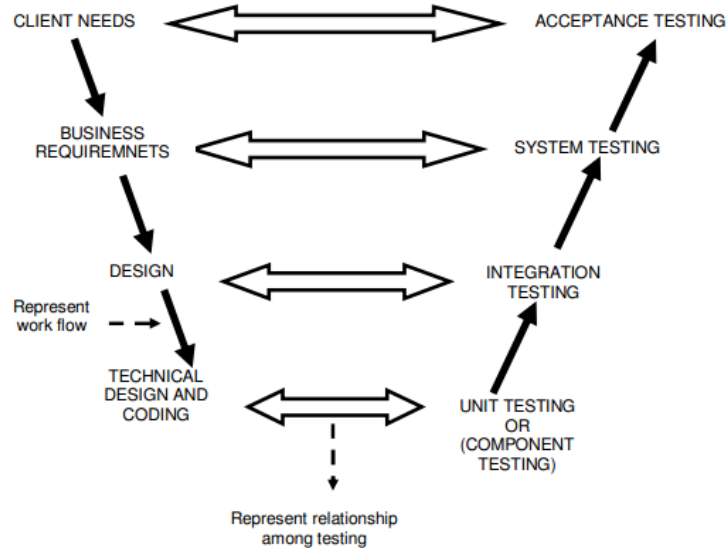 CLIENT NEEDS
ACCEPTANCE TESTING
BUSINESS
REQUIREMNETS
SYSTEM TESTING
DESIGN
INTEGRATION
TESTING
Represent
work flow
TECHNICAL
DESIGN AND
CODING
UNIT TESTING
OR
(COMPONENT
TESTING)
Represent relationship
among testing